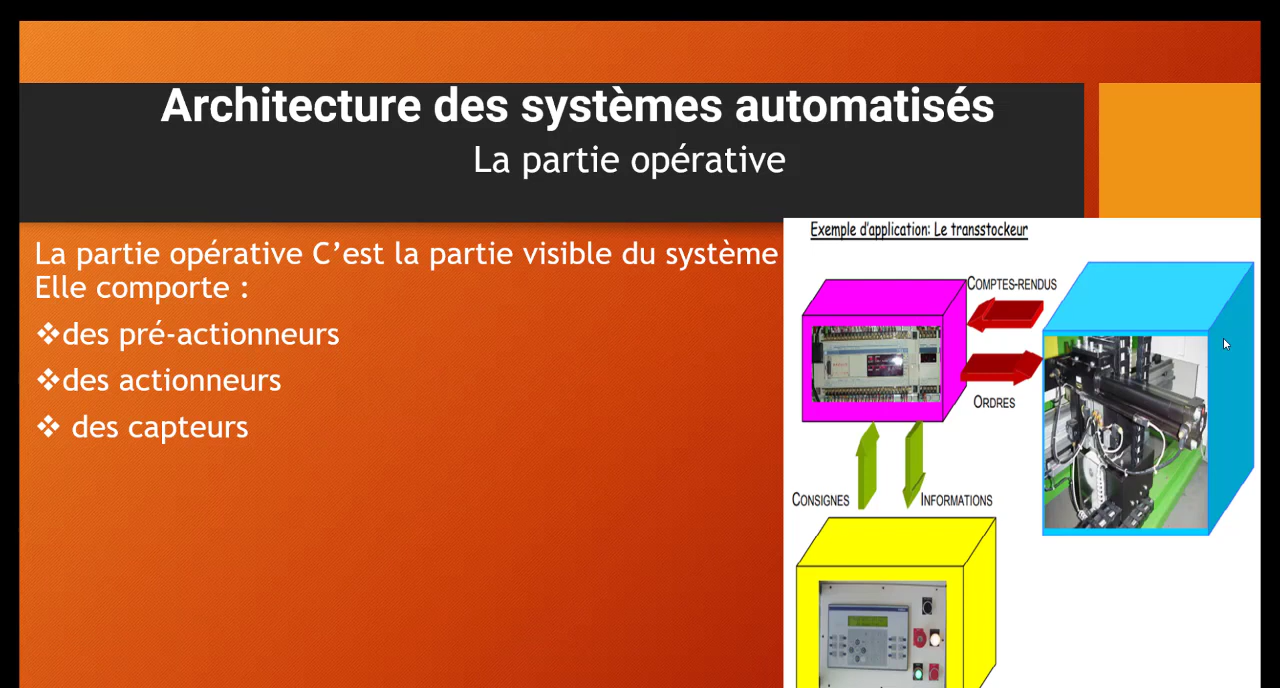 Architecture des systèmes automatisés
La partie opérative
La partie opérative C’est la partie visible du système
Elle comporte :
❖des pré-actionneurs
❖des actionneurs
❖ des capteurs
Exemple d'application: Le transstockeur
COMPTES-RENDUS
ORDRES
CONSIGNES
INFORMATIONS